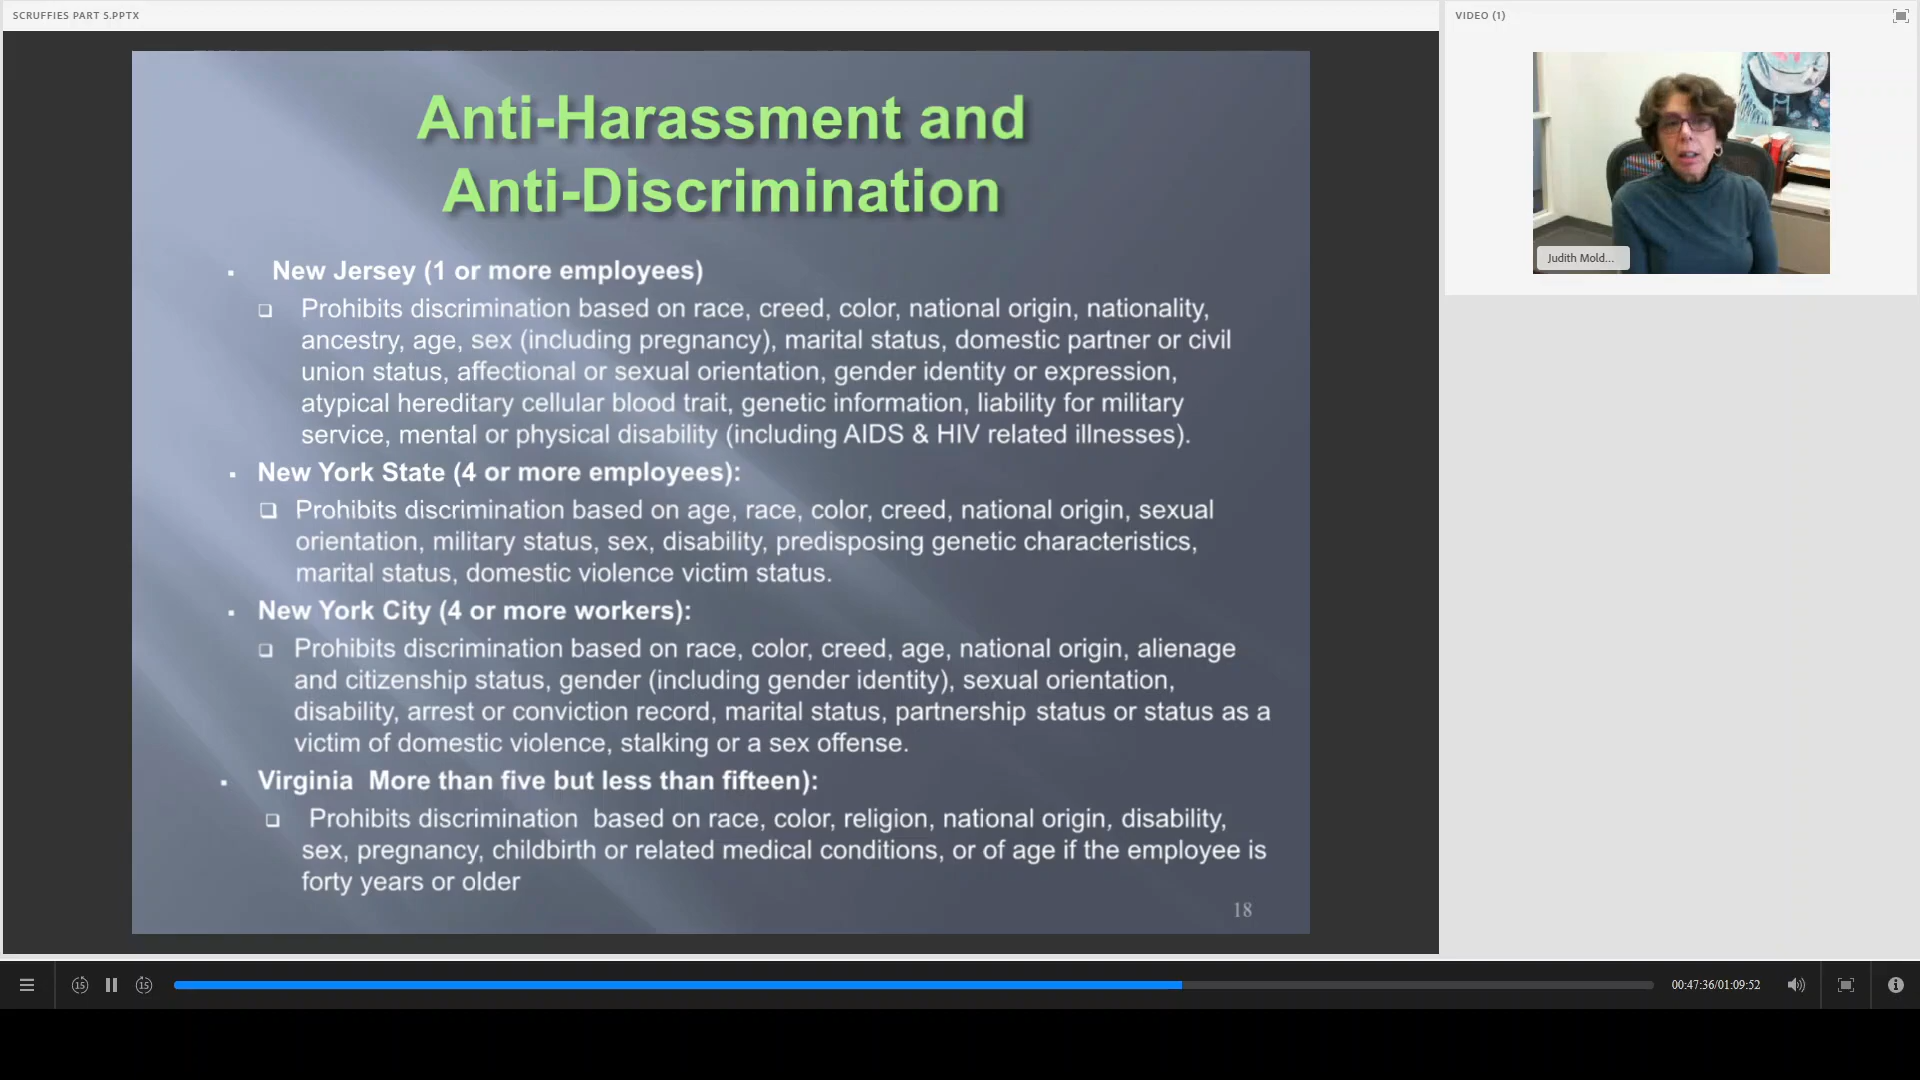 SCRUFFIES PART 5.PPTX
VIDEO (1)
Anti-Harassment and
Anti-Discrimination
New Jersey (1 or more employees)
Prohibits discrimination based on race, creed, color, national origin, nationality,
ancestry, age, sex (including pregnancy), marital status, domestic partner or civil
union status, affectional or sexual orientation, gender identity or expression,
atypical hereditary cellular blood trait, genetic information, liability for military
service, mental or physical disability (including AIDS & HIV related illnesses).
New York State (4 or more employees):
Prohibits discrimination based on age, race, color, creed, national origin, sexual
orientation, military status, sex, disability, predisposing genetic characteristics,
marital status, domestic violence victim status.
New York City (4 or more workers):
Prohibits discrimination based on race, color, creed, age, national origin, alienage
and citizenship status, gender (including gender identity), sexual orientation,
disability, arrest or conviction record, marital status, partnership status or status as a
victim of domestic violence, stalking or a sex offense.
Virginia  More than five but less than fifteen):
Prohibits discrimination  based on race, color, religion, national origin, disability,
sex, pregnancy, childbirth or related medical conditions, or of age if the employee is
forty years or older
18
Judith Mold...
15
15
00:47:36/01:09:52